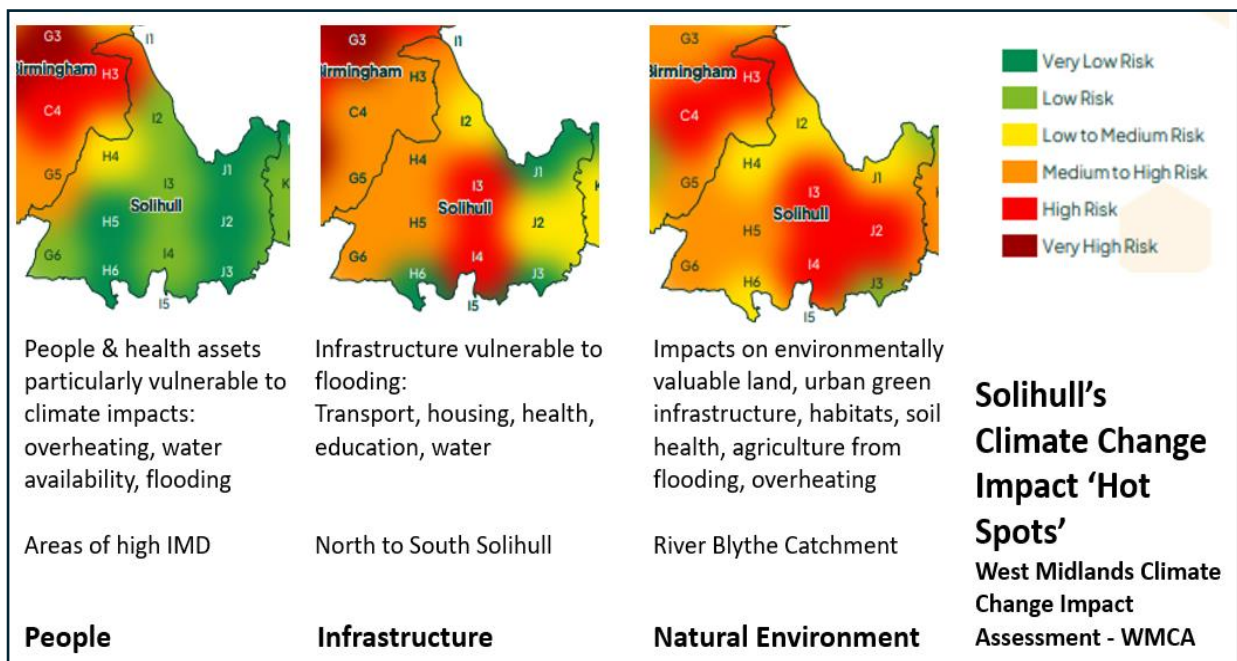 G3
I1
Birmingham
H3
C4
I2
H4
J1
G5
I3
Solihull
H5
J2
G6
I4
H6
J3
I5
G3
I1
Birmingham
H3
C4
I2
H4
J1
G5
I3
Solihull
H5
J2
G6
I4
H6
J3
I5
G3
Birmingham
H3
C4
I2
H4
J1
G5
I3
Solihull
H5
J2
G6
I4
H6
J3
I5
Very Low Risk
Low Risk
Low to Medium Risk
Medium to High Risk
High Risk
Very High Risk
People & health assets
particularly vulnerable to
climate impacts:
overheating, water
availability, flooding
Areas of high IMD
People
Infrastructure vulnerable to
flooding:
Transport, housing, health,
education, water
North to South Solihull
Infrastructure
Impacts on environmentally
valuable land, urban green
infrastructure, habitats, soil
health, agriculture from
flooding, overheating
River Blythe Catchment
Natural Environment
Solihull’s
Climate Change
Impact ‘Hot
Spots’
West Midlands Climate
Change Impact
Assessment - WMCA